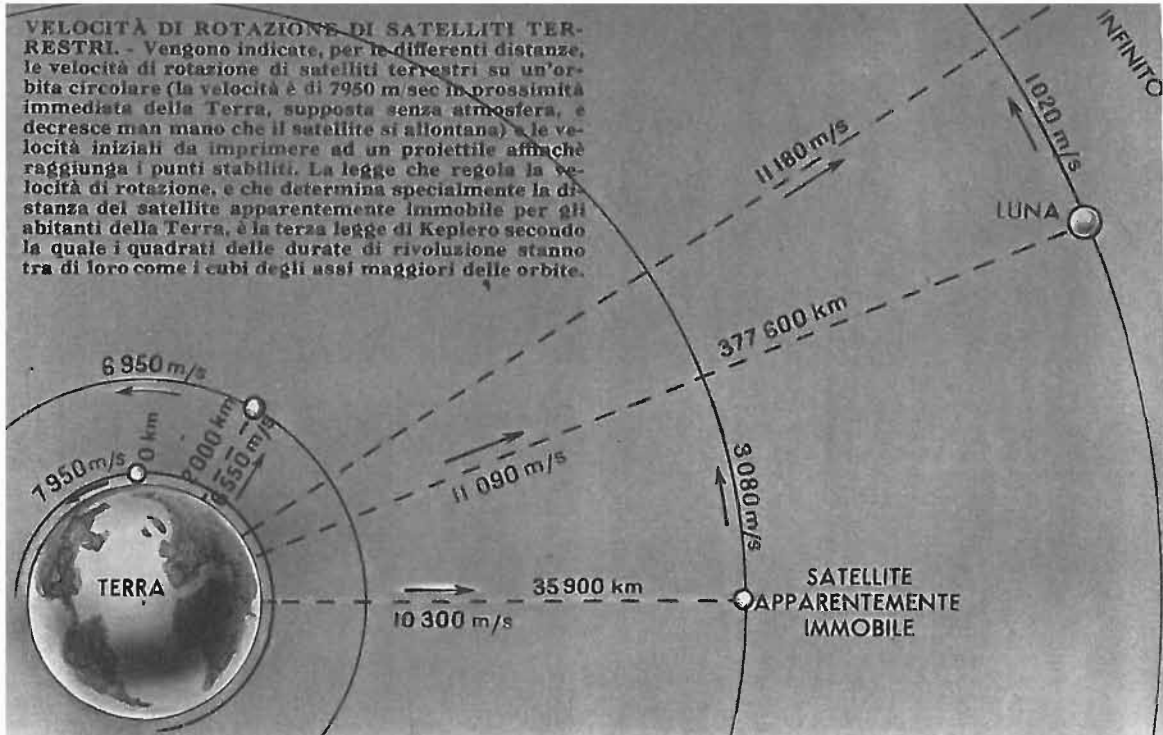 VELOCITÀ DI ROTAZIONE DI SATELLITI TER-
RESTRI. - Vengono indicate, per le differenti distanze,
le velocità di rotazione di satelliti terrestri su un'or-
bita circolare (la velocità è di 7950 m/sec in prossimità
immediata della Terra, supposta senza atmosfera, e
decresce man mano che il satellite si allontana) e le ve-
locità iniziali da imprimere ad un proiettile affinchè
raggiunga i punti stabiliti. La legge che regola la ve-
locità di rotazione, e che determina specialmente la di-
stanza del satellite apparentemente immobile per gli
abitanti della Terra, è la terza legge di Keplero secondo
la quale i quadrati delle durate di rivoluzione stanno
tra di loro come i cubi degli assi maggiori delle orbite.
INFINITO
1020 m/s
11 180 m/s
LUNA
377 600 km
11 090 m/s
6 950 m/s
2 000 km
550 m/s
0 km
7950 m/s
TERRA
3080 m/s
35 900 km
10 300 m/s
SATELLITE
APPARENTEMENTE
IMMOBILE